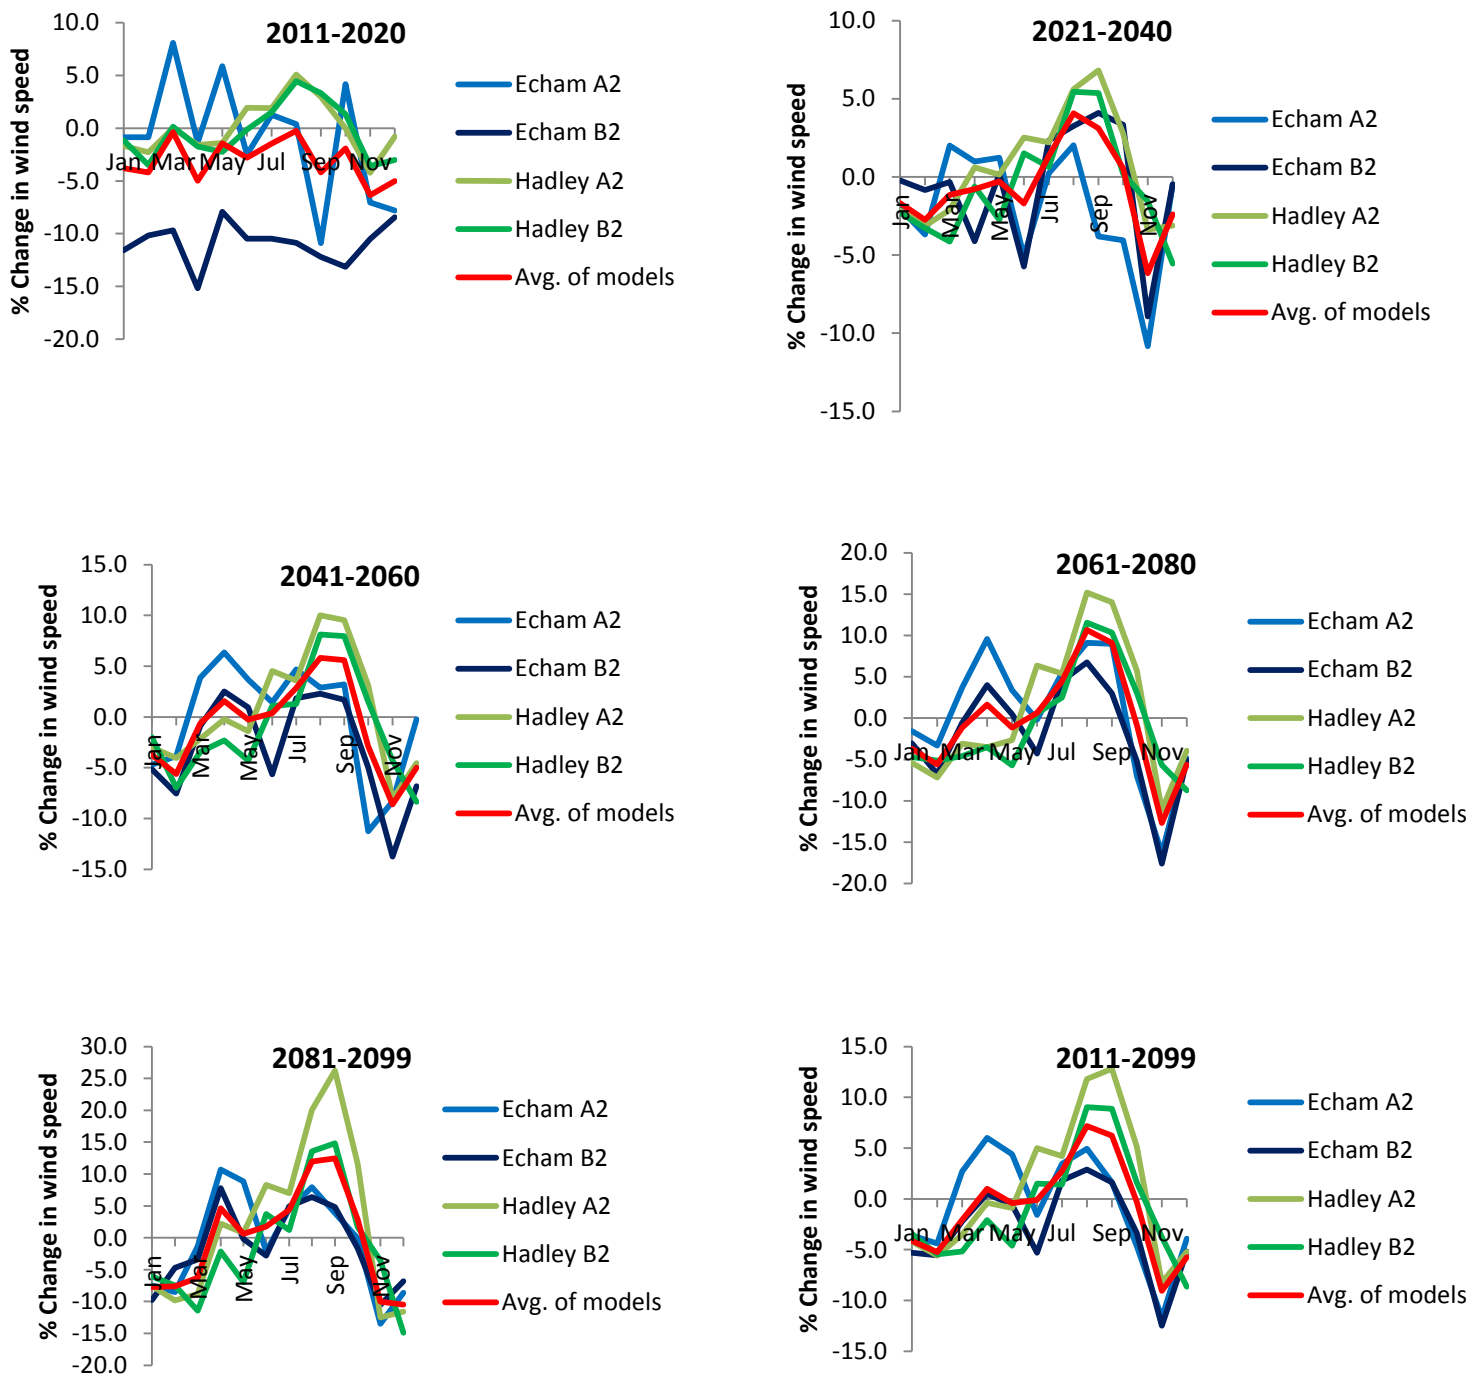 2011-2020
% Change in wind speed
10.0
5.0
0.0
-5.0
-10.0
-15.0
-20.0
Jan Mar May Jul Sep Nov
Echam A2
Echam B2
Hadley A2
Hadley B2
Avg. of models
2021-2040
% Change in wind speed
10.0
5.0
0.0
-5.0
-10.0
-15.0
Jan Mar May Jul Sep Nov
Echam A2
Echam B2
Hadley A2
Hadley B2
Avg. of models
2041-2060
% Change in wind speed
15.0
10.0
5.0
0.0
-5.0
-10.0
-15.0
Jan Mar May Jul Sep Nov
Echam A2
Echam B2
Hadley A2
Hadley B2
Avg. of models
2061-2080
% Change in wind speed
20.0
15.0
10.0
5.0
0.0
-5.0
-10.0
-15.0
-20.0
Jan Mar May Jul Sep Nov
Echam A2
Echam B2
Hadley A2
Hadley B2
Avg. of models
2081-2099
% Change in wind speed
30.0
25.0
20.0
15.0
10.0
5.0
0.0
-5.0
-10.0
-15.0
-20.0
Jan Mar May Jul Sep Nov
Echam A2
Echam B2
Hadley A2
Hadley B2
Avg. of models
2011-2099
% Change in wind speed
15.0
10.0
5.0
0.0
-5.0
-10.0
-15.0
Jan Mar May Jul Sep Nov
Echam A2
Echam B2
Hadley A2
Hadley B2
Avg. of models